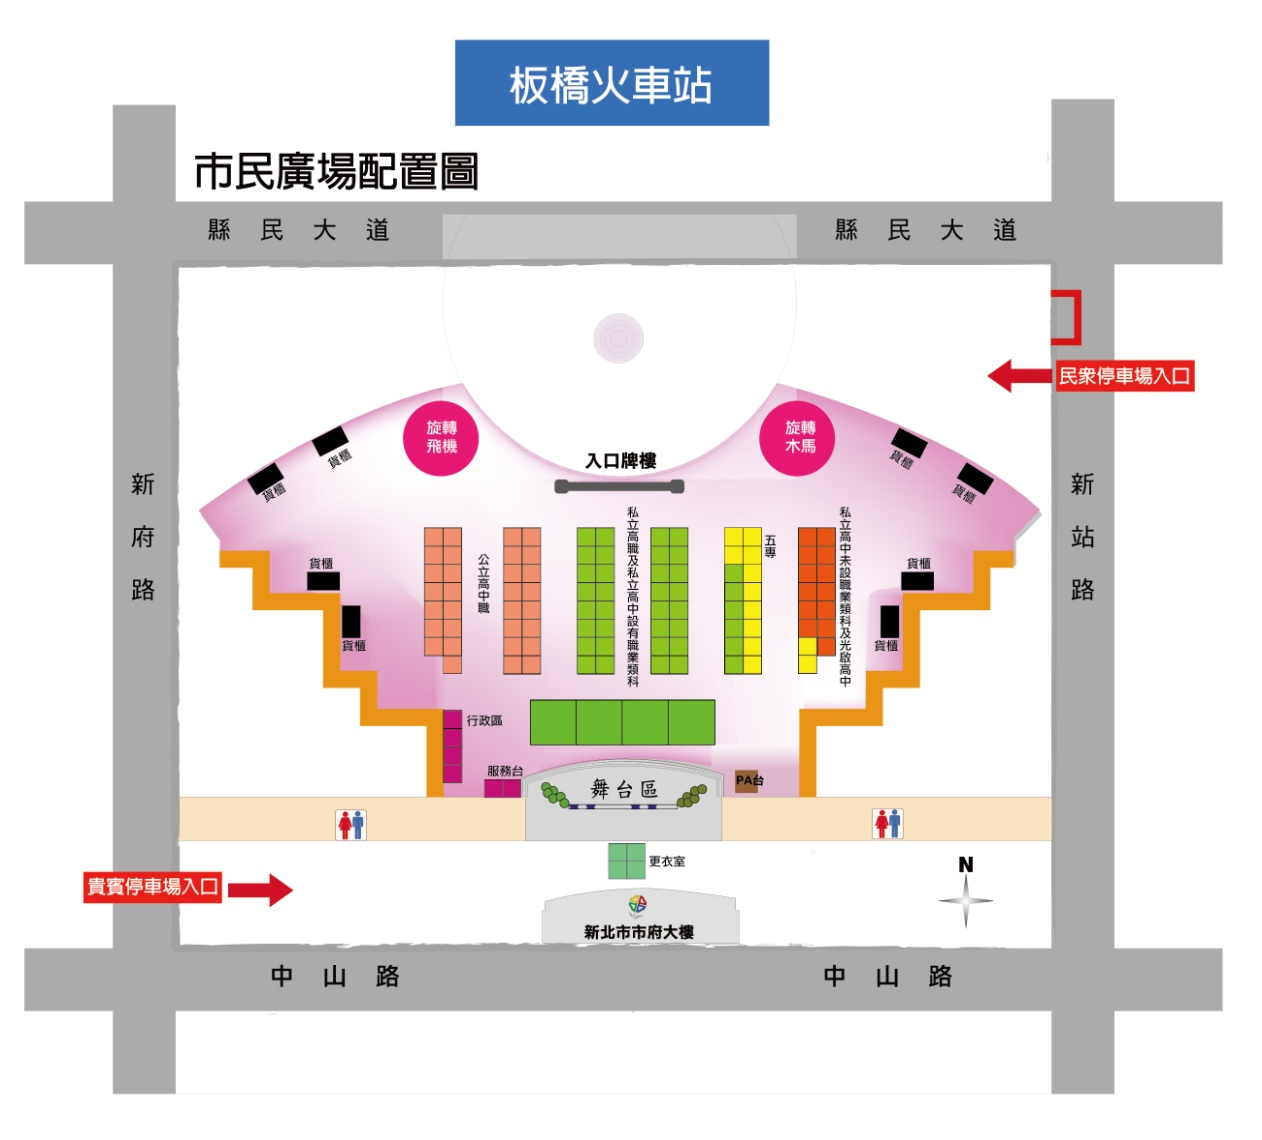 板橋火車站
市民廣場配置圖
縣民大道
縣民大道
民眾停車場入口
旋轉
飛機
旋轉
木馬
入口牌樓
貨櫃
貨櫃
貨櫃
貨櫃
新府路
新站路
私立高職及私立高中設有職業類科
私立高中未設職業類科及光啟高中
五專
公立高中職
貨櫃
貨櫃
貨櫃
貨櫃
行政區
服務台
舞台區
PA台
更衣室
N
貴賓停車場入口
新北市市府大樓
中山路
中山路